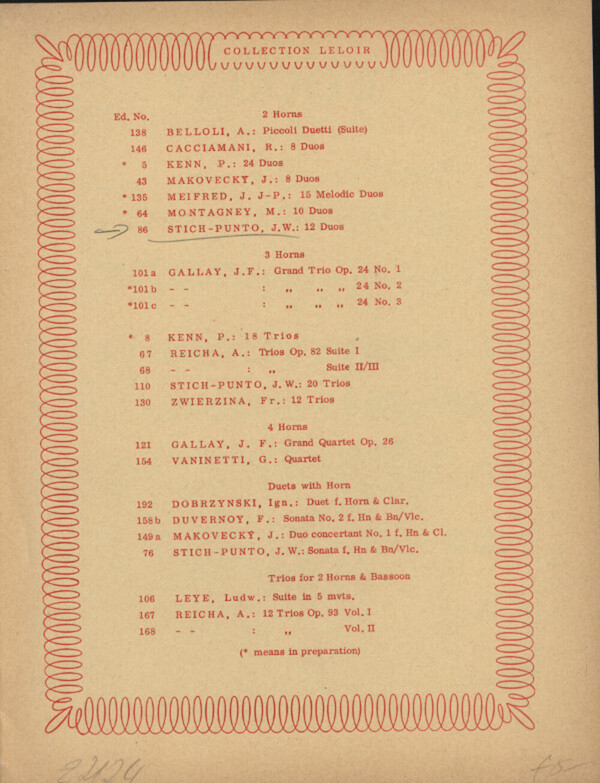 COLLECTION LELOIR
2 Horns
Ed. No.
138 BELLOLI, A.: Piccoli Duetti (Suite)
146 CACCIAMANI, R.: 8 Duos
* 5 KENN, P.: 24 Duos
43 MAKOVECKÝ, J.: 8 Duos
* 135 MEIFRED, J. J-P.: 15 Melodic Duos
* 64 MONTAGNEY, M.: 10 Duos
86 STICH-PUNTO, J.W.: 12 Duos
3 Horns
101a GALLAY, J.F.: Grand Trio Op. 24 No. 1
*101b - - : „ „ „ 24 No. 2
*101c - - : „ „ „ 24 No. 3
* 8 KENN, P.: 18 Trios
67 REICHA, A.: Trios Op. 82 Suite I
68 - - : „ Suite II/III
110 STICH-PUNTO, J.W.: 20 Trios
130 ZWIERZINA, Fr.: 12 Trios
4 Horns
121 GALLAY, J. F.: Grand Quartet Op. 26
154 VANINETTI, G.: Quartet
Duets with Horn
192 DOBRZYNSKI, Ign.: Duet f. Horn & Clar.
158b DUVERNOY, F.: Sonata No. 2 f. Hn & Bn/Vlc.
149a MAKOVECKÝ, J.: Duo concertant No. 1 f. Hn & Cl.
76 STICH-PUNTO, J.W.: Sonata f. Hn & Bn/Vlc.
Trios for 2 Horns & Bassoon
106 LEYE, Ludw.: Suite in 5 mvts.
167 REICHA, A.: 12 Trios Op. 93 Vol. I
168 - - : „ Vol. II
(* means in preparation)